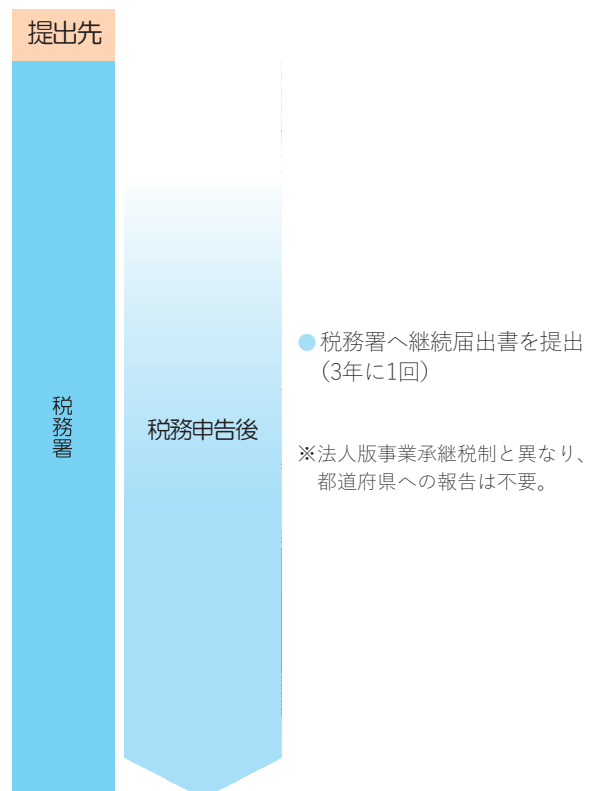 提出先
税務署
税務申告後
●税務署へ継続届出書を提出
（3年に1回）
※法人版事業承継税制と異なり、
都道府県への報告は不要。